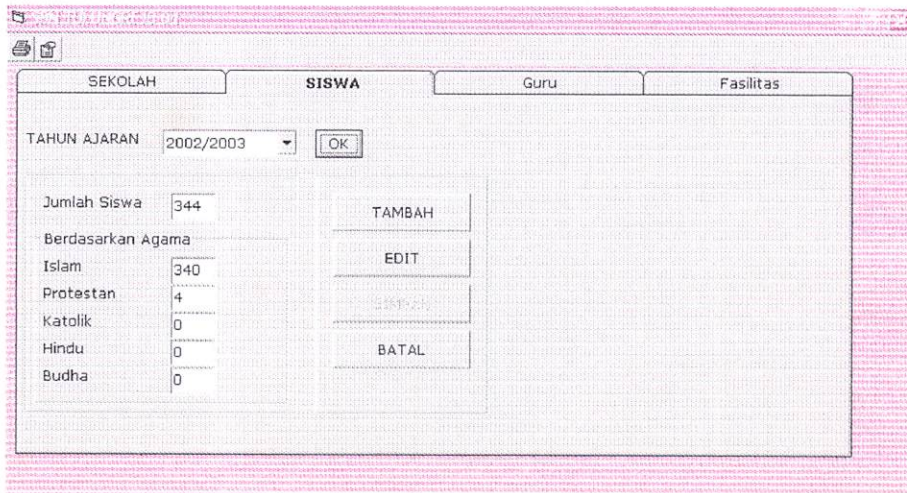 SEKOLAH SISWA Guru Fasilitas
TAHUN AJARAN 2002/2003 OK
Jumlah Siswa 344
Berdasarkan Agama
Islam 340
Protestan 4
Katolik 0
Hindu 0
Budha 0
TAMBAH
EDIT
SIMPAN
BATAL